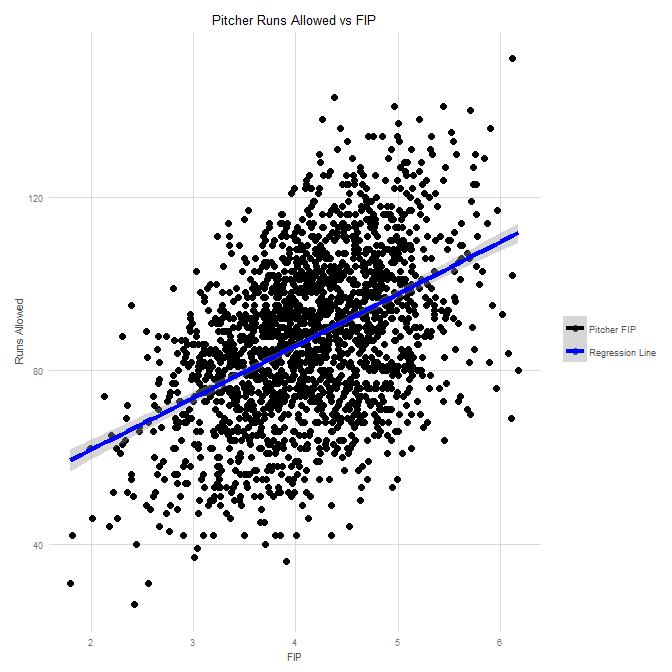 Pitcher Runs Allowed vs FIP
120
80
40
Runs Allowed
2 3 4 5 6
FIP
Pitcher FIP
Regression Line